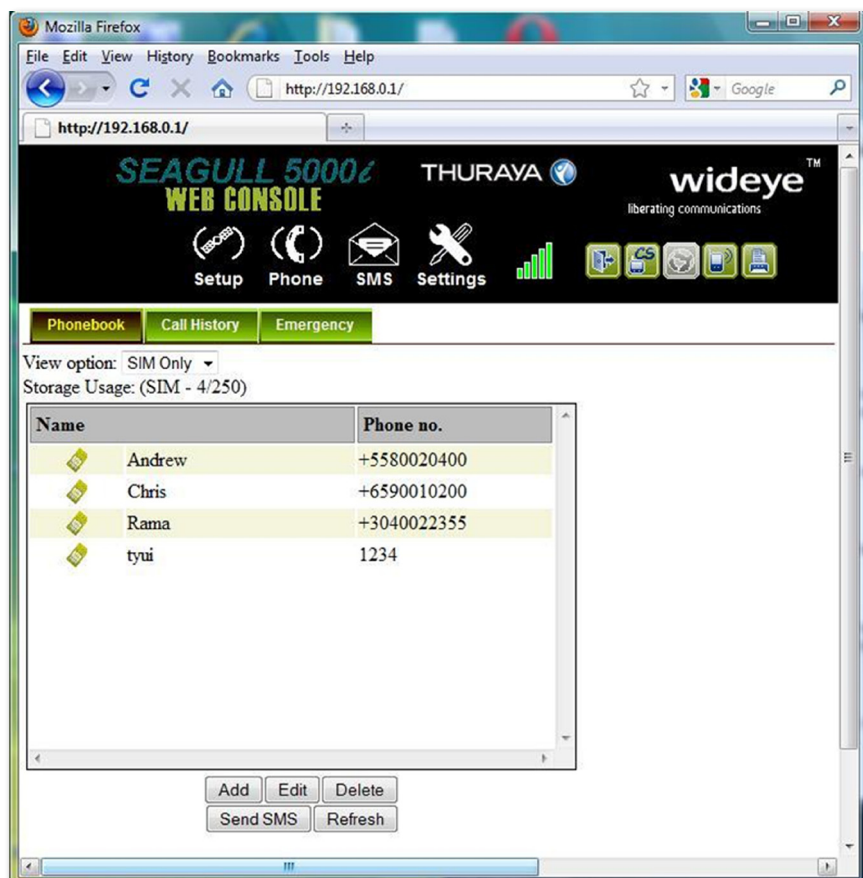 Mozilla Firefox
File Edit View History Bookmarks Tools Help
http://192.168.0.1/
Google
http://192.168.0.1/
SEAGULL 5000i
WEB CONSOLE
THURAYA
wideye™
liberating communications
Setup Phone SMS Settings
CS
Phonebook Call History Emergency
View option: SIM Only
Storage Usage: (SIM - 4/250)
Name Phone no.
Andrew +5580020400
Chris +6590010200
Rama +3040022355
tyui 1234
Add Edit Delete
Send SMS Refresh